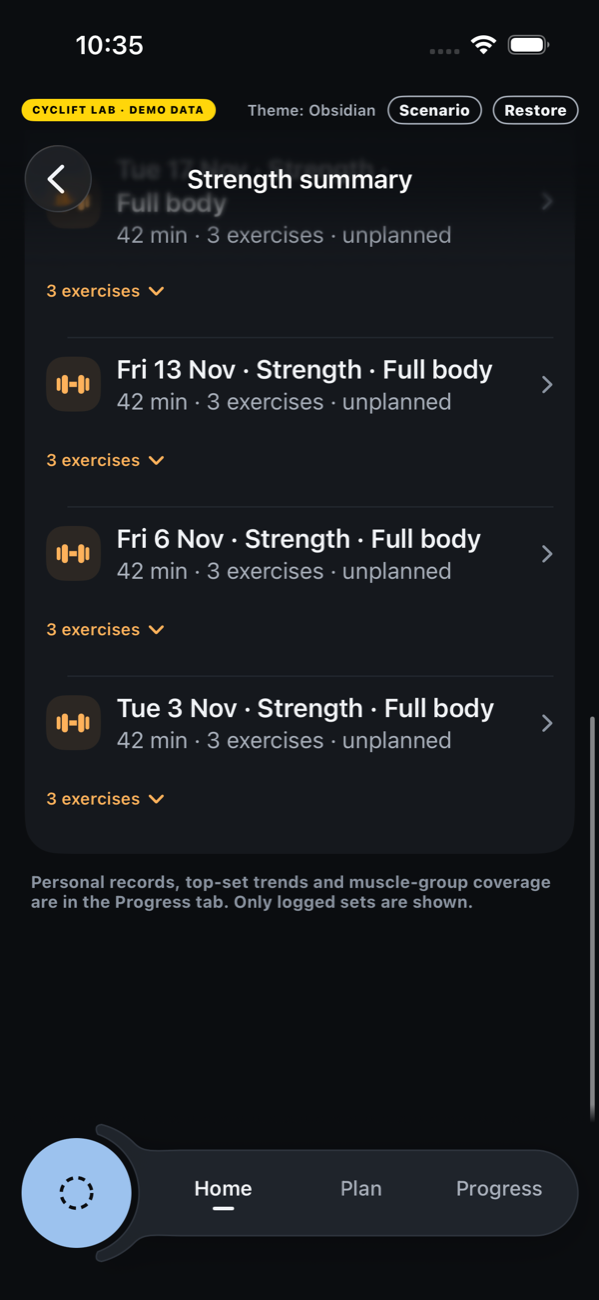 10:35
CYCLIFT LAB · DEMO DATA
Theme: Obsidian
Scenario
Restore
Strength summary
Tue 17 Nov · Strength ·
Full body
42 min · 3 exercises · unplanned
3 exercises
Fri 13 Nov · Strength · Full body
42 min · 3 exercises · unplanned
3 exercises
Fri 6 Nov · Strength · Full body
42 min · 3 exercises · unplanned
3 exercises
Tue 3 Nov · Strength · Full body
42 min · 3 exercises · unplanned
3 exercises
Personal records, top-set trends and muscle-group coverage
are in the Progress tab. Only logged sets are shown.
Home
Plan
Progress